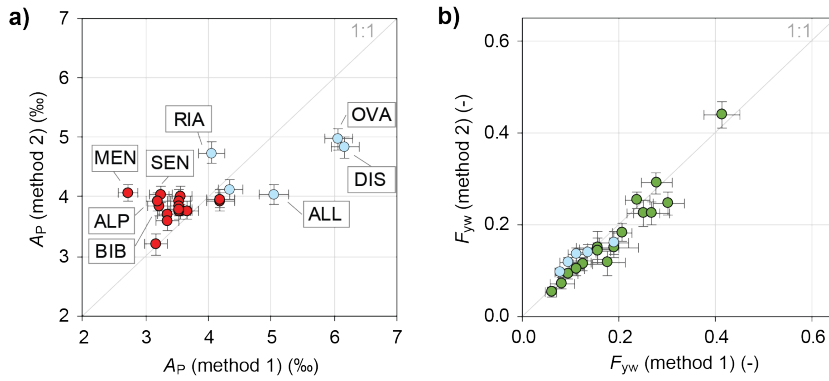 a)
7
6
5
4
3
2
2
3
4
5
6
7
1:1
RIA
OVA
MEN
SEN
DIS
ALP
ALL
BIB
A_P (method 2) (‰)
A_P (method 1) (‰)
b)
0.6
0.4
0.2
0.0
0.0
0.2
0.4
0.6
1:1
F_yw (method 2) (-)
F_yw (method 1) (-)